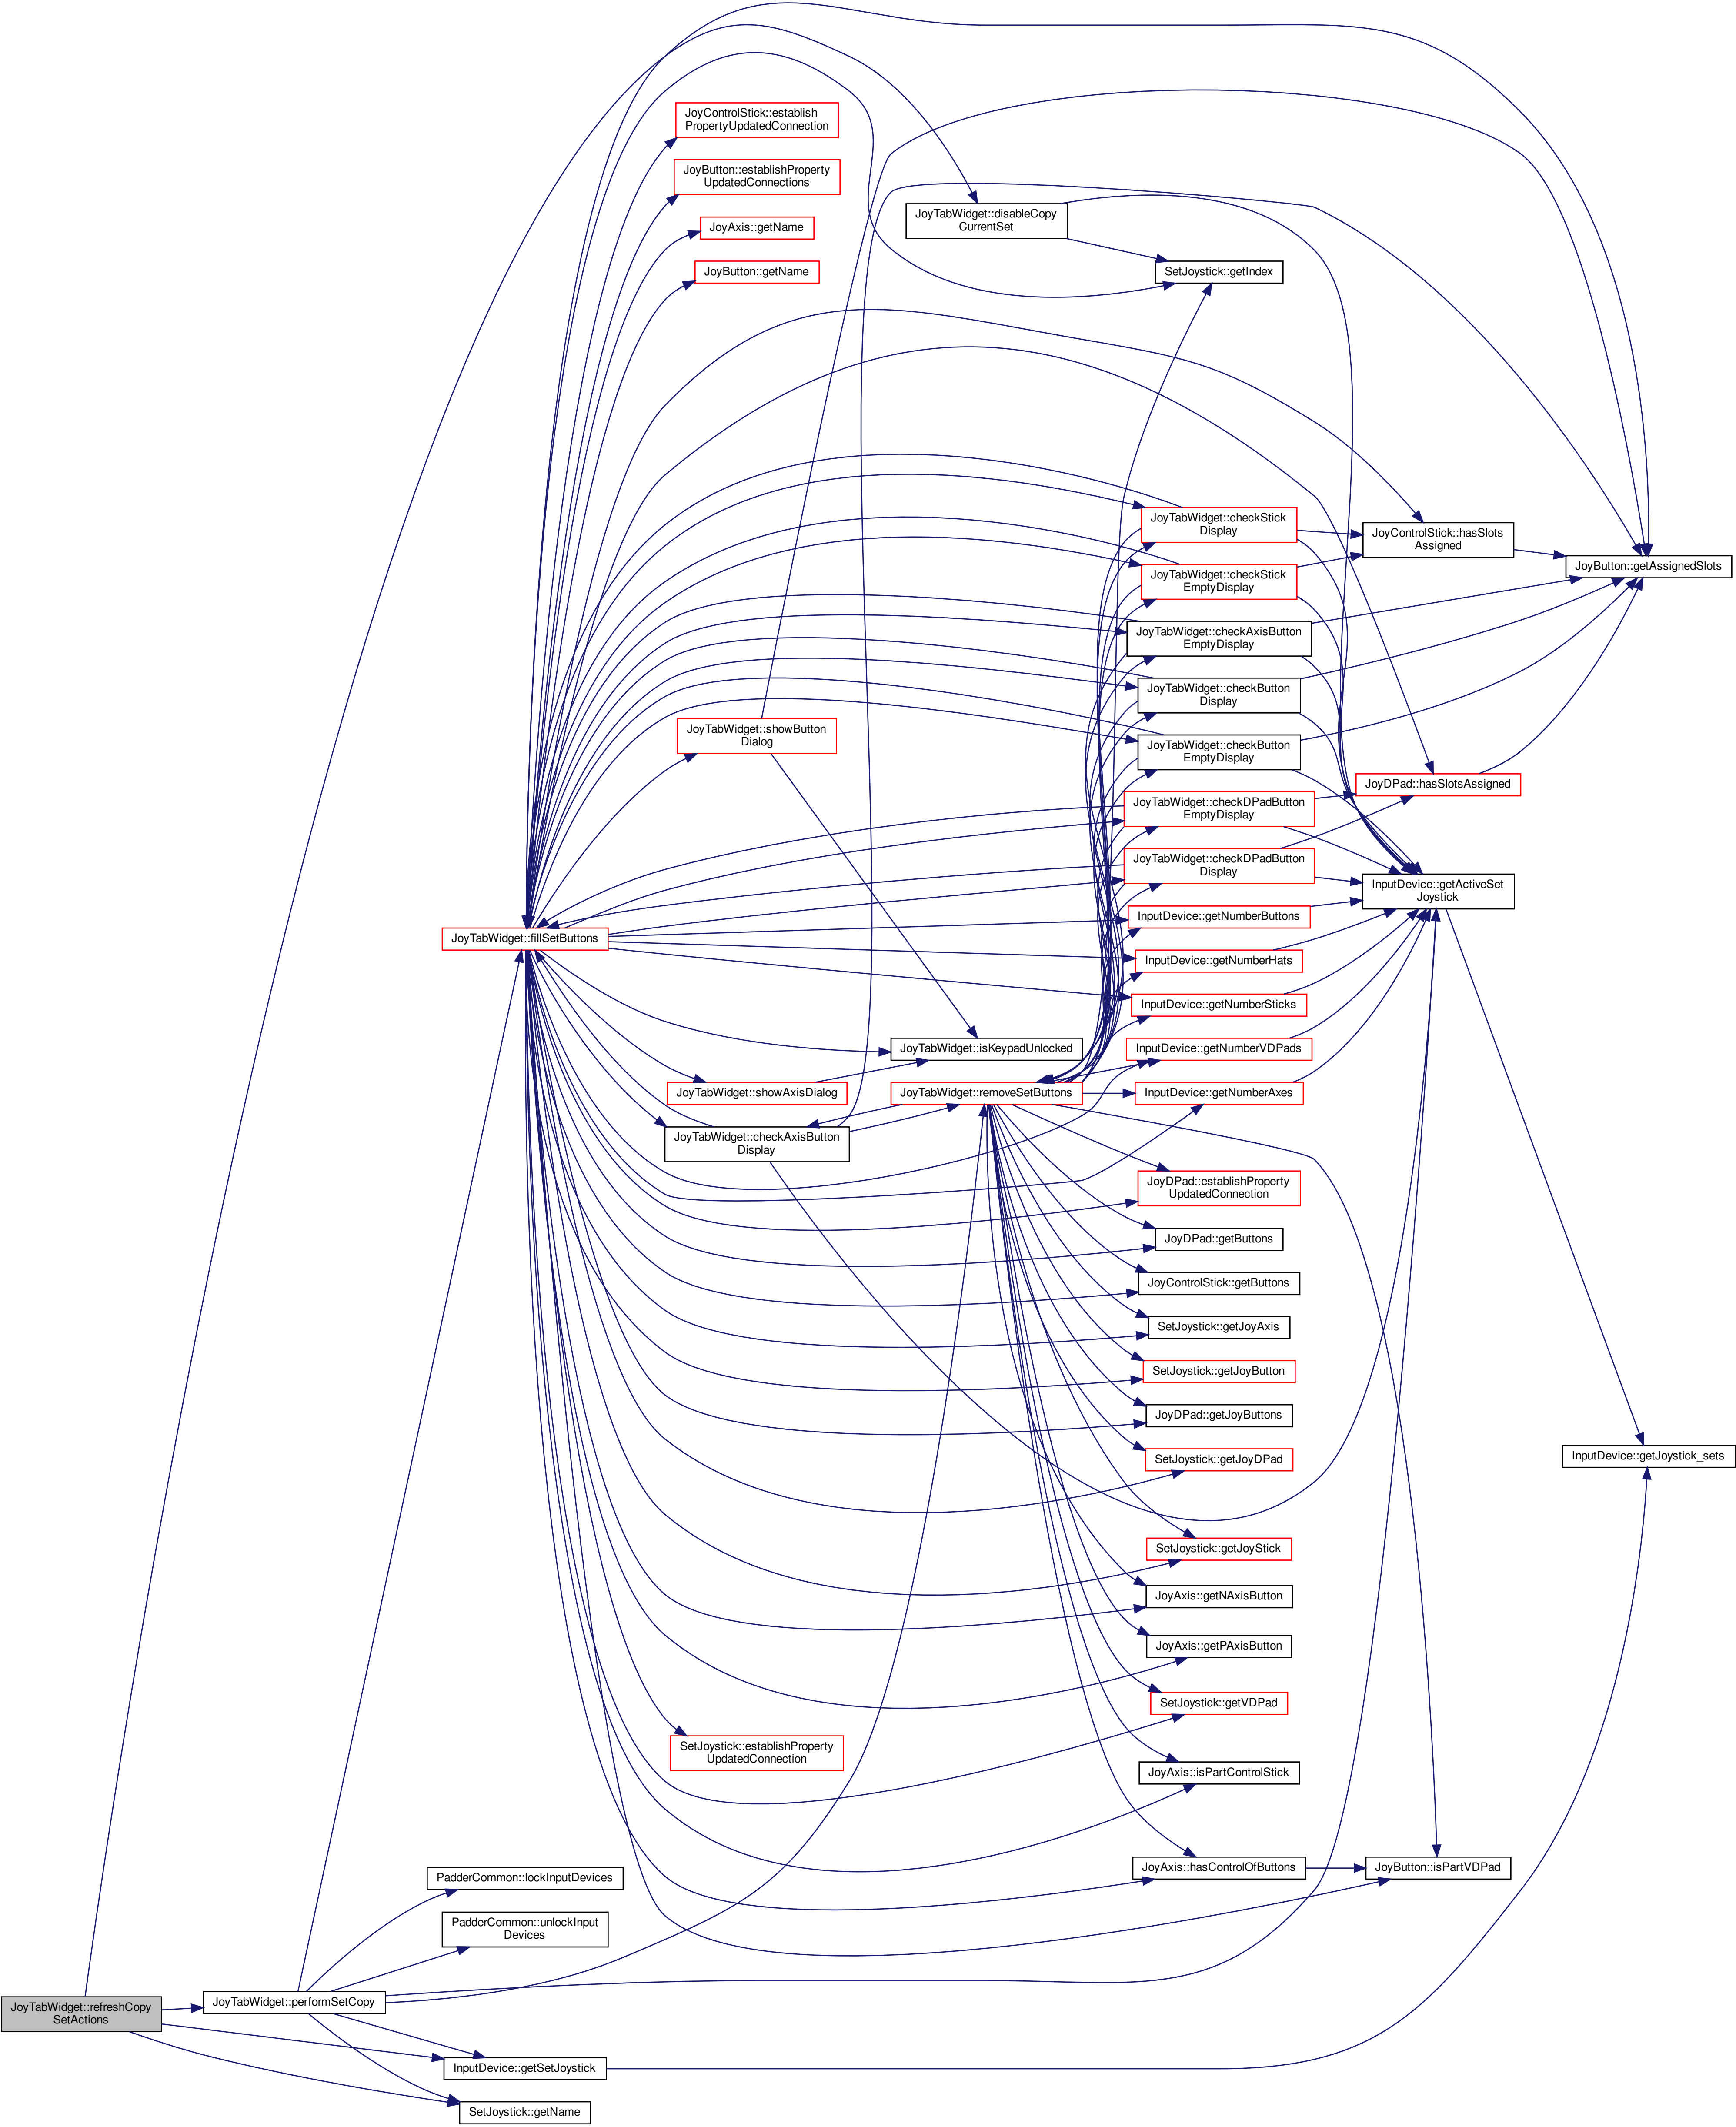 JoyControlStick::establish
PropertyUpdatedConnection
JoyButton::establishProperty
UpdatedConnections
JoyAxis::getName
JoyButton::getName
JoyTabWidget::disableCopy
CurrentSet
SetJoystick::getIndex
JoyTabWidget::checkStick
Display
JoyControlStick::hasSlots
Assigned
JoyButton::getAssignedSlots
JoyTabWidget::checkStick
EmptyDisplay
JoyTabWidget::checkAxisButton
EmptyDisplay
JoyTabWidget::checkButton
Display
JoyTabWidget::showButton
Dialog
JoyTabWidget::checkButton
EmptyDisplay
JoyDPad::hasSlotsAssigned
JoyTabWidget::checkDPadButton
EmptyDisplay
JoyTabWidget::checkDPadButton
Display
InputDevice::getActiveSet
Joystick
InputDevice::getNumberButtons
JoyTabWidget::fillSetButtons
InputDevice::getNumberHats
InputDevice::getNumberSticks
JoyTabWidget::isKeypadUnlocked
InputDevice::getNumberVDPads
JoyTabWidget::showAxisDialog
JoyTabWidget::removeSetButtons
InputDevice::getNumberAxes
JoyTabWidget::checkAxisButton
Display
JoyDPad::establishProperty
UpdatedConnection
JoyDPad::getButtons
JoyControlStick::getButtons
SetJoystick::getJoyAxis
SetJoystick::getJoyButton
JoyDPad::getJoyButtons
SetJoystick::getJoyDPad
InputDevice::getJoystick_sets
SetJoystick::getJoyStick
JoyAxis::getNAxisButton
JoyAxis::getPAxisButton
SetJoystick::getVDPad
SetJoystick::establishProperty
UpdatedConnection
JoyAxis::isPartControlStick
JoyAxis::hasControlOfButtons
JoyButton::isPartVDPad
PadderCommon::lockInputDevices
PadderCommon::unlockInput
Devices
JoyTabWidget::refreshCopy
SetActions
JoyTabWidget::performSetCopy
InputDevice::getSetJoystick
SetJoystick::getName